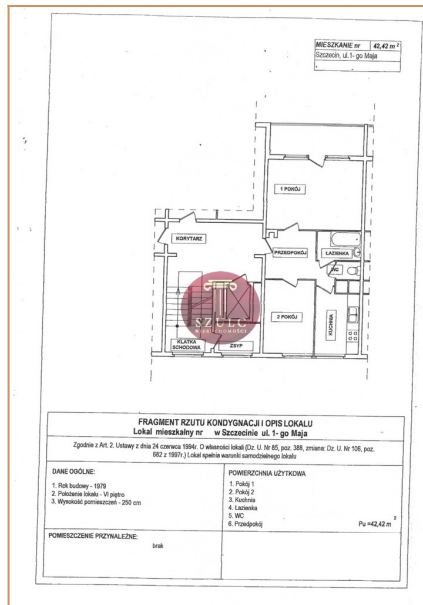 MIESZKANIE nr 42,42 m²
Szczecin, ul.1- go Maja
1 POKÓJ
KORYTARZ
PRZEDPOKÓJ
ŁAZIENKA
WC
SZULC
NIERUCHOMOŚCI
2 POKÓJ
KUCHNIA
KLATKA
SCHODOWA
ZSYP
FRAGMENT RZUTU KONDYGNACJI I OPIS LOKALU
Lokal mieszkalny nr w Szczecinie ul. 1- go Maja
Zgodnie z Art. 2. Ustawy z dnia 24 czerwca 1994r. O własności lokali (Dz. U. Nr 85, poz. 388, zmiana: Dz. U. Nr 106, poz.
682 z 1997r.) Lokal spełnia warunki samodzielnego lokalu
DANE OGÓLNE:
1. Rok budowy - 1979
2. Położenie lokalu - VI piętro
3. Wysokość pomieszczeń - 250 cm
POWIERZCHNIA UŻYTKOWA
1. Pokój 1
2. Pokój 2
3. Kuchnia
4. Łazienka
5. WC
6. Przedpokój Pu =42,42 m²
POMIESZCZENIE PRZYNALEŻNE:
brak